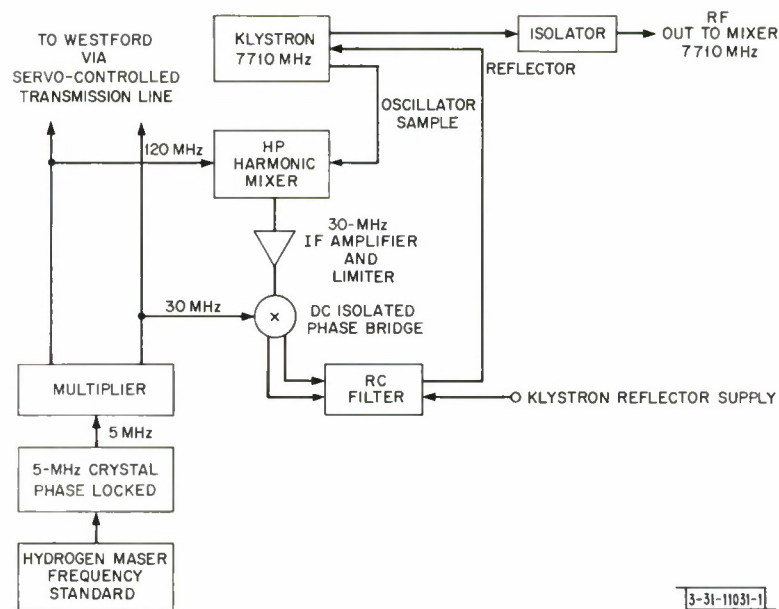 TO WESTFORD
VIA
SERVO-CONTROLLED
TRANSMISSION LINE
KLYSTRON
7710 MHz
ISOLATOR
RF
OUT TO MIXER
7710 MHz
REFLECTOR
OSCILLATOR
SAMPLE
120 MHz
HP
HARMONIC
MIXER
30-MHz
IF AMPLIFIER
AND
LIMITER
30 MHz
×
DC ISOLATED
PHASE BRIDGE
MULTIPLIER
RC
FILTER
KLYSTRON REFLECTOR SUPPLY
5 MHz
5-MHz CRYSTAL
PHASE LOCKED
HYDROGEN MASER
FREQUENCY
STANDARD
3-31-11031-1